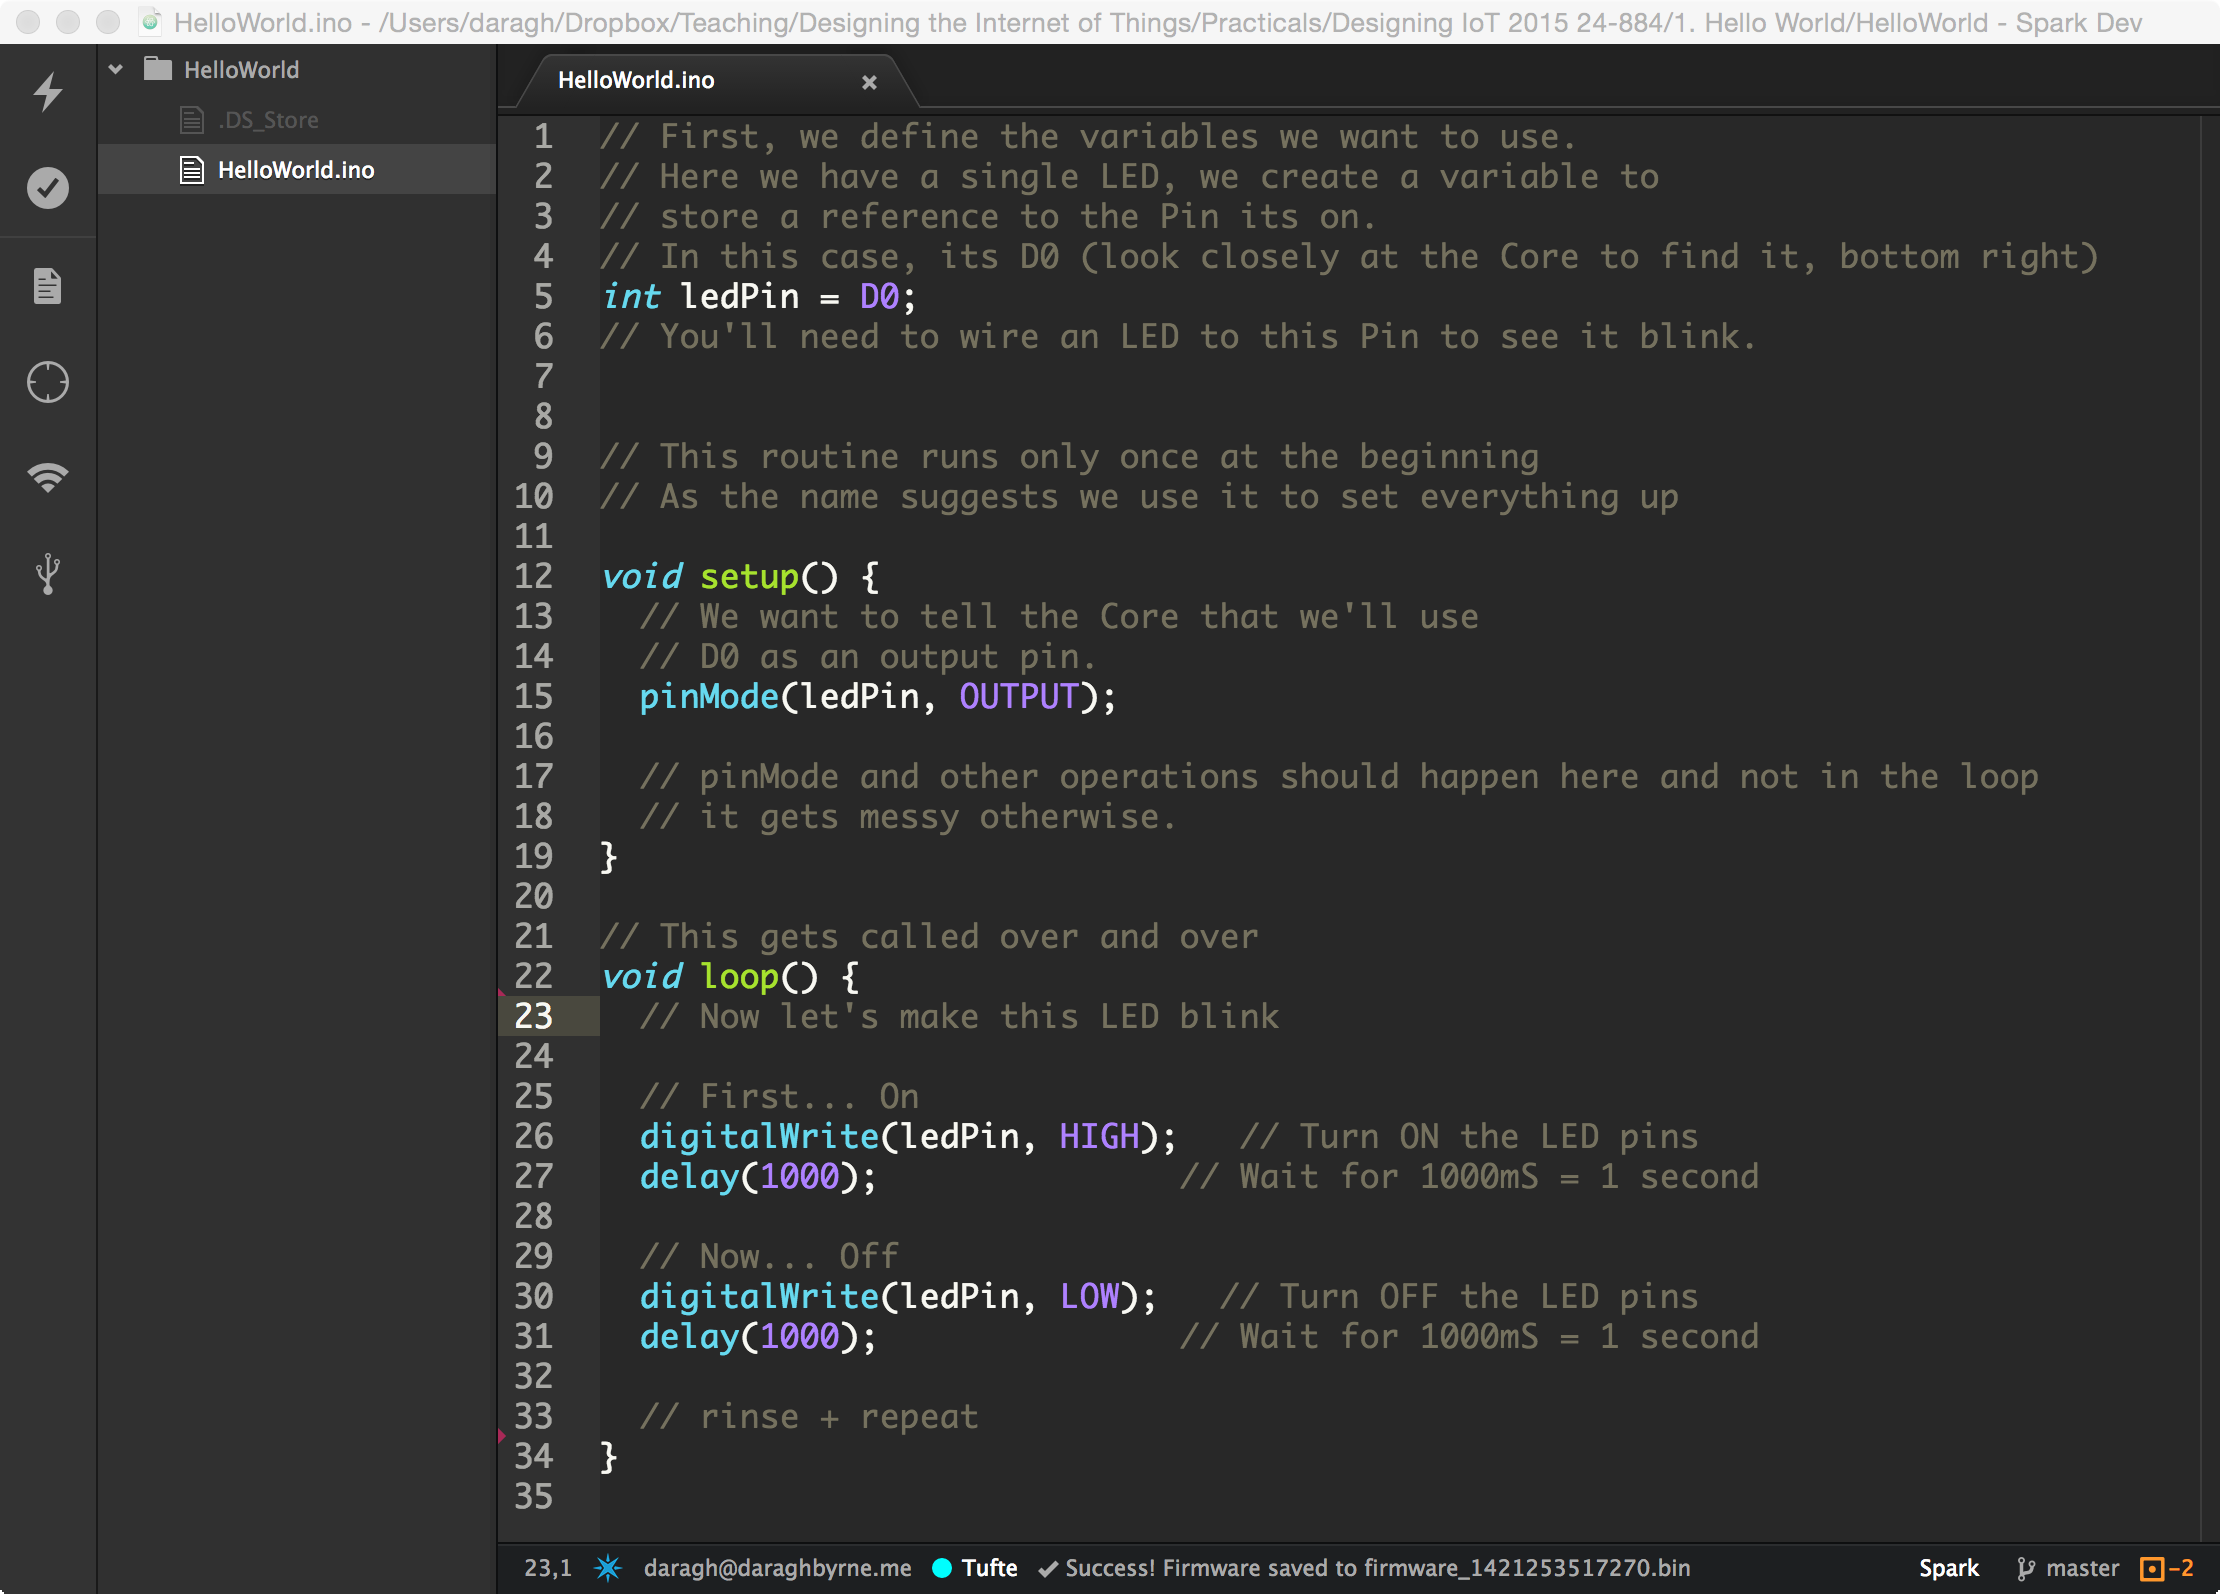 HelloWorld.ino - /Users/daragh/Dropbox/Teaching/Designing the Internet of Things/Practicals/Designing IoT 2015 24-884/1. Hello World/HelloWorld - Spark Dev
HelloWorld
.DS_Store
HelloWorld.ino
HelloWorld.ino
1 // First, we define the variables we want to use.
2 // Here we have a single LED, we create a variable to
3 // store a reference to the Pin its on.
4 // In this case, its D0 (look closely at the Core to find it, bottom right)
5 int ledPin = D0;
6 // You'll need to wire an LED to this Pin to see it blink.
7
8
9 // This routine runs only once at the beginning
10 // As the name suggests we use it to set everything up
11
12 void setup() {
13   // We want to tell the Core that we'll use
14   // D0 as an output pin.
15   pinMode(ledPin, OUTPUT);
16
17   // pinMode and other operations should happen here and not in the loop
18   // it gets messy otherwise.
19 }
20
21 // This gets called over and over
22 void loop() {
23   // Now let's make this LED blink
24
25   // First... On
26   digitalWrite(ledPin, HIGH);   // Turn ON the LED pins
27   delay(1000);               // Wait for 1000mS = 1 second
28
29   // Now... Off
30   digitalWrite(ledPin, LOW);   // Turn OFF the LED pins
31   delay(1000);               // Wait for 1000mS = 1 second
32
33   // rinse + repeat
34 }
35
23,1 daragh@daraghbyrne.me Tufte Success! Firmware saved to firmware_1421253517270.bin Spark master -2